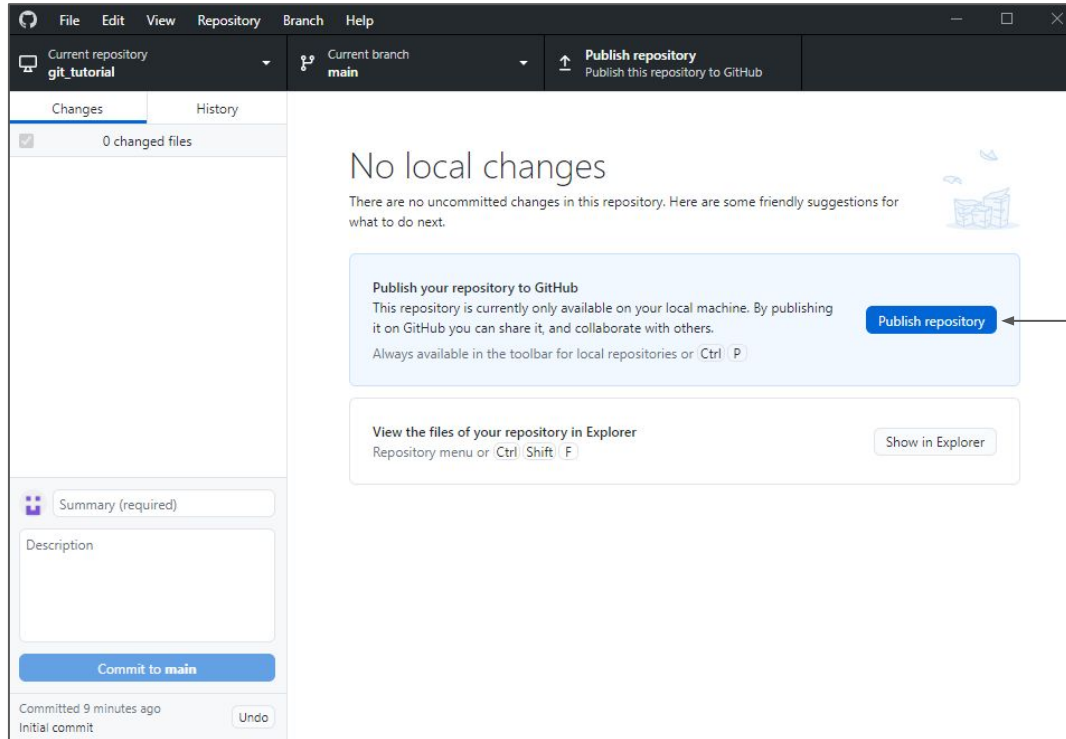 File Edit View Repository Branch Help
Current repository
git_tutorial
Current branch
main
Publish repository
Publish this repository to GitHub
Changes History
0 changed files
No local changes
There are no uncommitted changes in this repository. Here are some friendly suggestions for
what to do next.
Publish your repository to GitHub
This repository is currently only available on your local machine. By publishing
it on GitHub you can share it, and collaborate with others.
Always available in the toolbar for local repositories or Ctrl P
Publish repository
View the files of your repository in Explorer
Repository menu or Ctrl Shift F
Show in Explorer
Summary (required)
Description
Commit to main
Committed 9 minutes ago
Initial commit
Undo